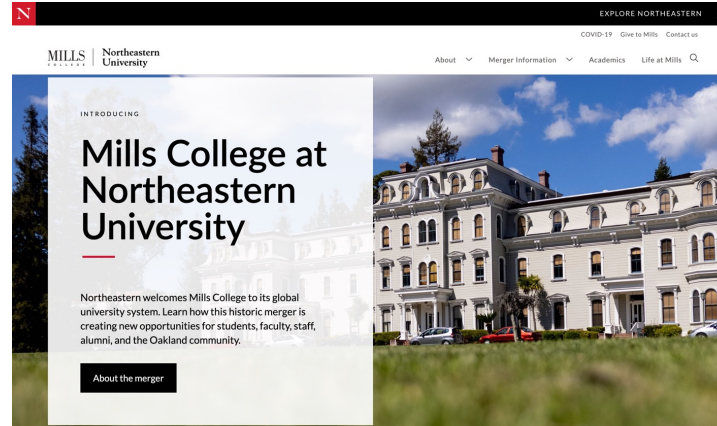 N
EXPLORE NORTHEASTERN
COVID-19 Give to Mills Contact us
MILLS
COLLEGE
Northeastern
University
About Merger Information Academics Life at Mills
INTRODUCING
Mills College at
Northeastern
University
Northeastern welcomes Mills College to its global
university system. Learn how this historic merger is
creating new opportunities for students, faculty, staff,
alumni, and the Oakland community.
About the merger